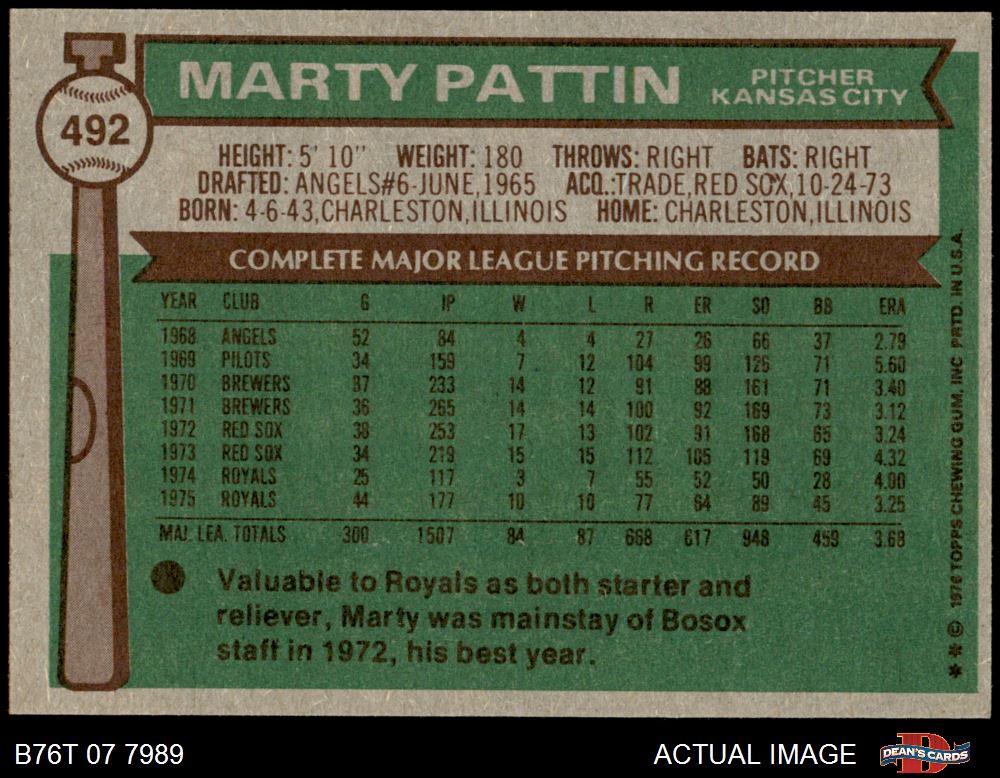 492
MARTY PATTIN
PITCHER
KANSAS CITY
HEIGHT: 5' 10" WEIGHT: 180 THROWS: RIGHT BATS: RIGHT
DRAFTED: ANGELS#6-JUNE,1965 ACQ.:TRADE,RED SOX,10-24-73
BORN: 4-6-43,CHARLESTON,ILLINOIS HOME: CHARLESTON,ILLINOIS
COMPLETE MAJOR LEAGUE PITCHING RECORD
YEAR CLUB G IP W L R ER SO BB ERA
1968 ANGELS 52 84 4 4 27 26 66 37 2.79
1969 PILOTS 34 159 7 12 104 99 126 71 5.60
1970 BREWERS 37 233 14 12 91 88 161 71 3.40
1971 BREWERS 36 265 14 14 100 92 169 73 3.12
1972 RED SOX 38 253 17 13 102 91 168 65 3.24
1973 RED SOX 34 219 15 15 112 105 119 69 4.32
1974 ROYALS 25 117 3 7 55 52 50 28 4.00
1975 ROYALS 44 177 10 10 77 64 89 45 3.25
MAJ. LEA. TOTALS 300 1507 84 87 668 617 948 459 3.68
Valuable to Royals as both starter and
reliever, Marty was mainstay of Bosox
staff in 1972, his best year.
* * © 1976 TOPPS CHEWING GUM, INC PRTD. IN U.S.A.
B76T 07 7989
ACTUAL IMAGE
D
DEAN'S CARDS